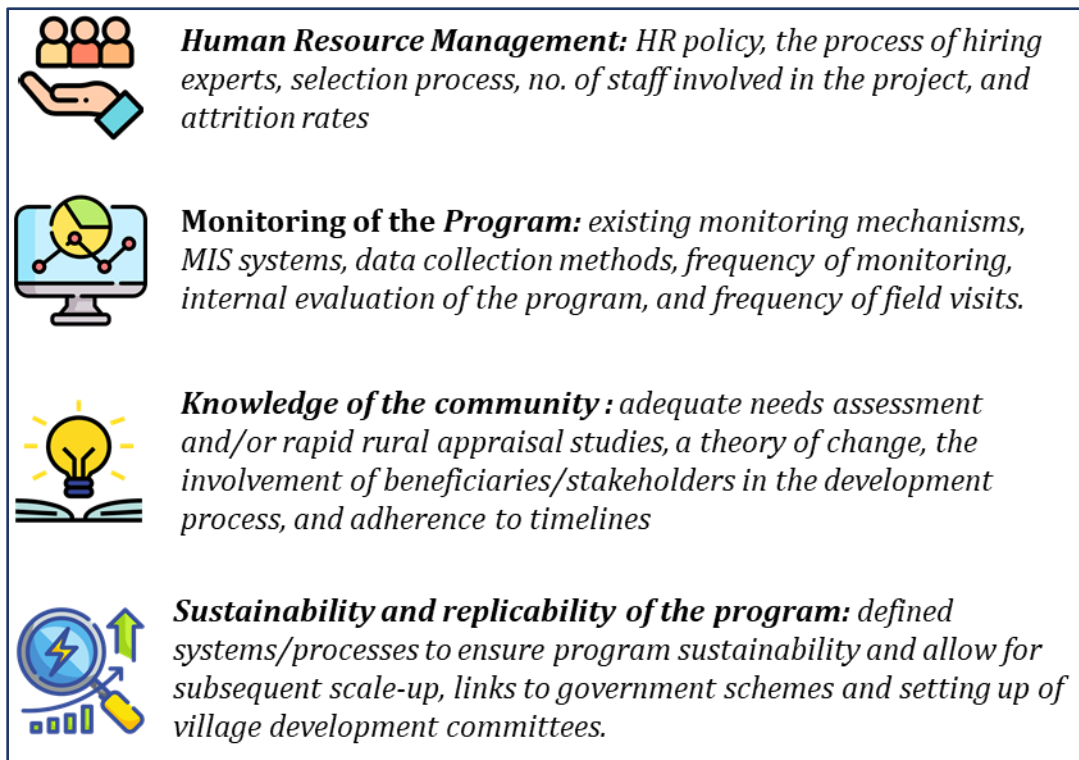 Human Resource Management: HR policy, the process of hiring
experts, selection process, no. of staff involved in the project, and
attrition rates
Monitoring of the Program: existing monitoring mechanisms,
MIS systems, data collection methods, frequency of monitoring,
internal evaluation of the program, and frequency of field visits.
Knowledge of the community : adequate needs assessment
and/or rapid rural appraisal studies, a theory of change, the
involvement of beneficiaries/stakeholders in the development
process, and adherence to timelines
Sustainability and replicability of the program: defined
systems/processes to ensure program sustainability and allow for
subsequent scale-up, links to government schemes and setting up of
village development committees.